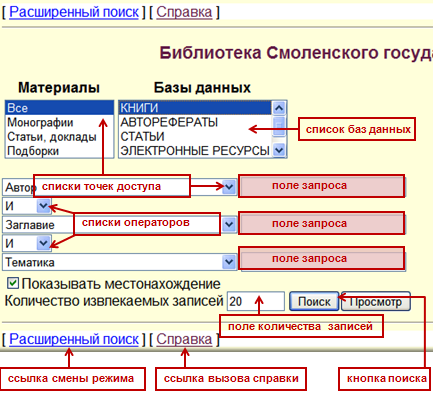 [ Расширенный поиск ] [ Справка ]
Библиотека Смоленского госуда
Материалы Базы данных
Все
Монографии
Статьи, доклады
Подборки
КНИГИ
АВТОРЕФЕРАТЫ
СТАТЬИ
ЭЛЕКТРОННЫЕ РЕСУРСЫ
список баз данных
Автор
списки точек доступа
поле запроса
И
списки операторов
Заглавие
поле запроса
И
поле запроса
Тематика
Показывать местонахождение
Количество извлекаемых записей 20 Поиск Просмотр
поле количества записей
[ Расширенный поиск ] [ Справка ]
ссылка смены режима
ссылка вызова справки
кнопка поиска